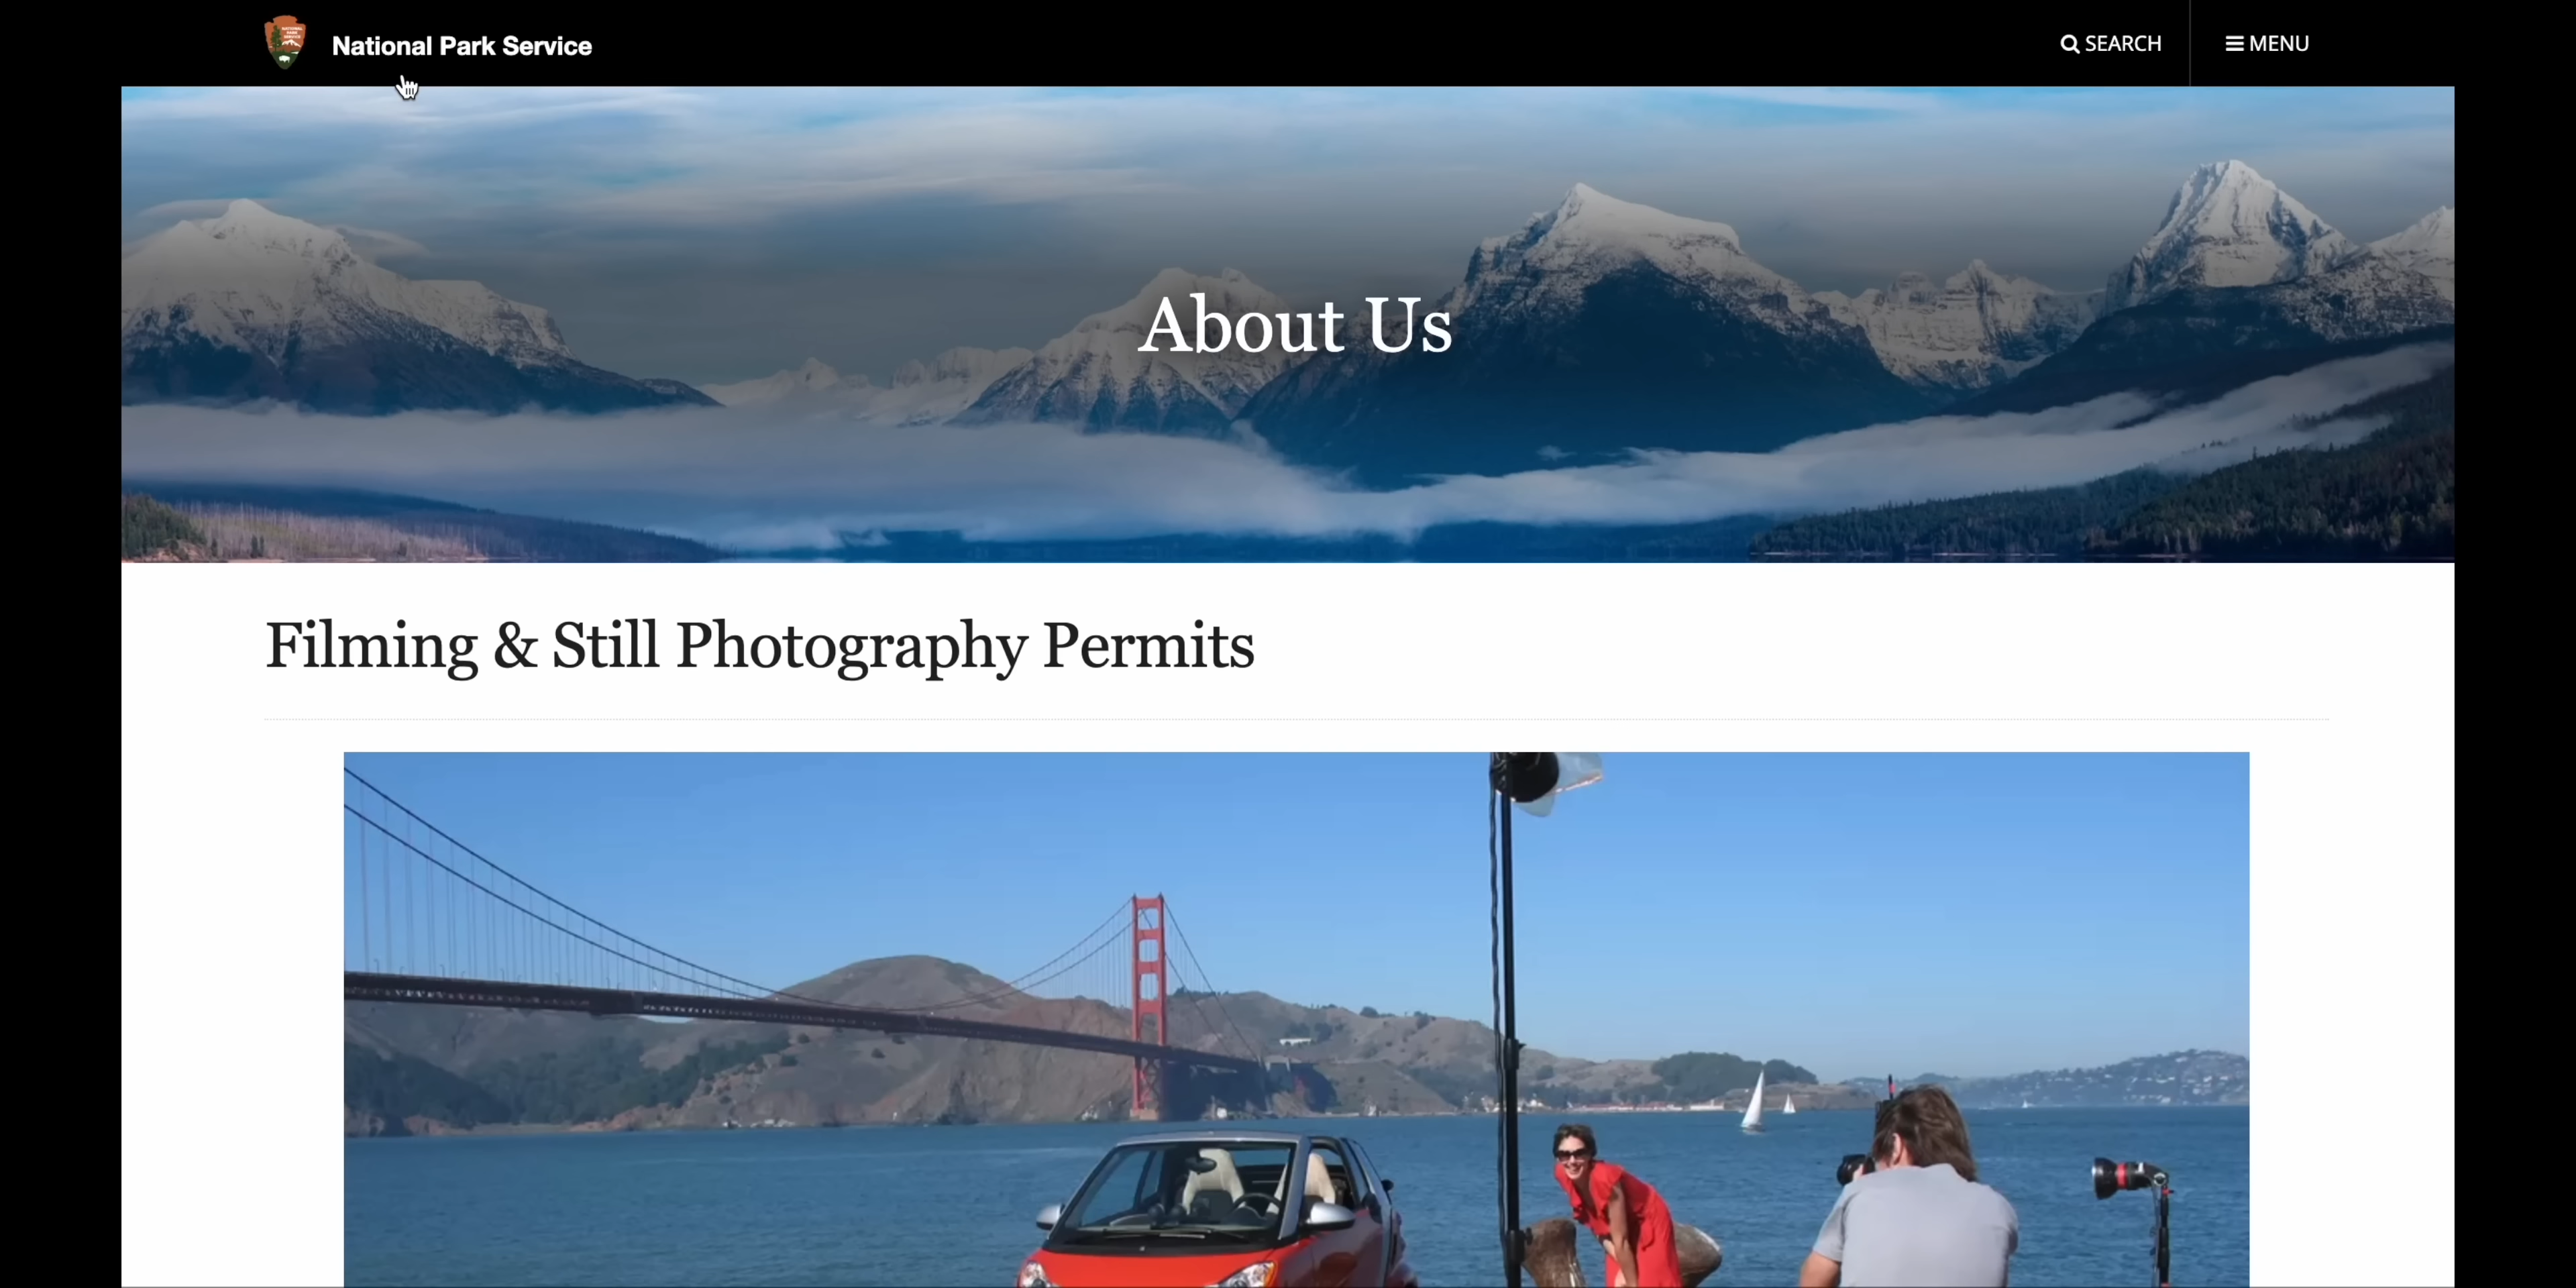 National Park Service
SEARCH
MENU
About Us
Filming & Still Photography Permits